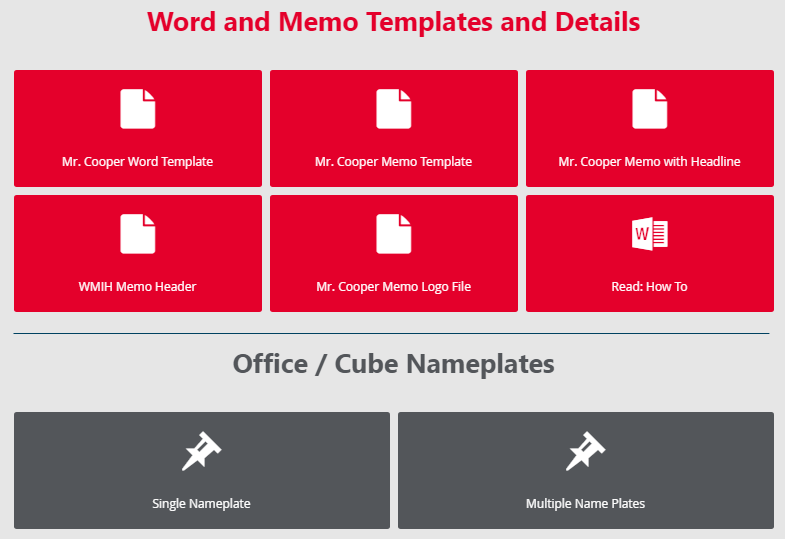 Word and Memo Templates and Details
Mr. Cooper Word Template
Mr. Cooper Memo Template
Mr. Cooper Memo with Headline
WMIH Memo Header
Mr. Cooper Memo Logo File
W
Read: How To
Office / Cube Nameplates
Single Nameplate
Multiple Name Plates